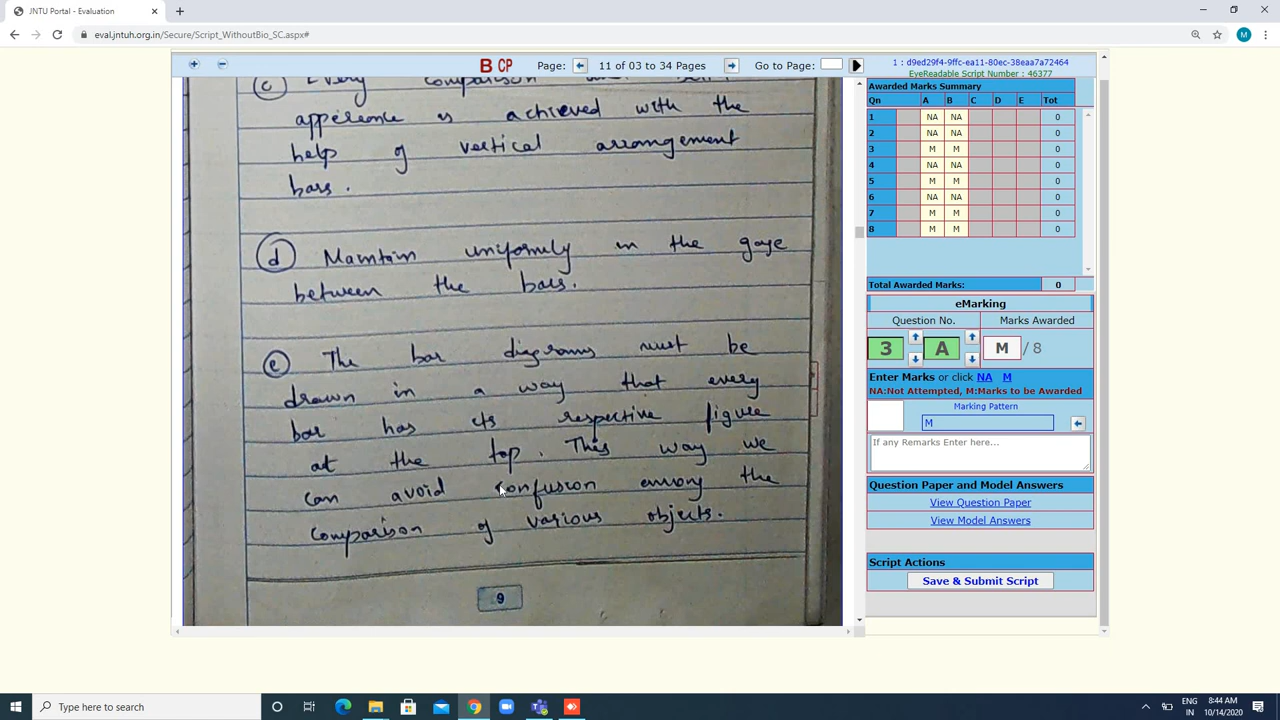 JNTU Portal - Evaluation
eval.jntuh.org.in/Secure/Script_WithoutBio_SC.aspx#
M
B CP
Page:
11 of 03 to 34 Pages
Go to Page:
1 : d9ed29f4-9ffc-ea11-80ec-38eaa7a72464
EyeReadable Script Number : 46377
(c) Every comparison
appearance is achieved with the
help of vertical arrangement
bars.
(d) Maintain uniformly in the
between the bars.
(e) The bar diagrams must be
drawn in a way that every
bar has its respective figure
at the top. This way we
can avoid confusion among the
comparison of various objects.
9
Awarded Marks Summary
Qn A B C D E Tot
1 NA NA 0
2 NA NA 0
3 M M 0
4 NA NA 0
5 M M 0
6 NA NA 0
7 M M 0
8 M M 0
Total Awarded Marks: 0
eMarking
Question No. Marks Awarded
3 A M / 8
Enter Marks or click NA M
NA:Not Attempted, M:Marks to be Awarded
Marking Pattern
M
If any Remarks Enter here...
Question Paper and Model Answers
View Question Paper
View Model Answers
Script Actions
Save & Submit Script
Type here to search
ENG
IN
8:44 AM
10/14/2020